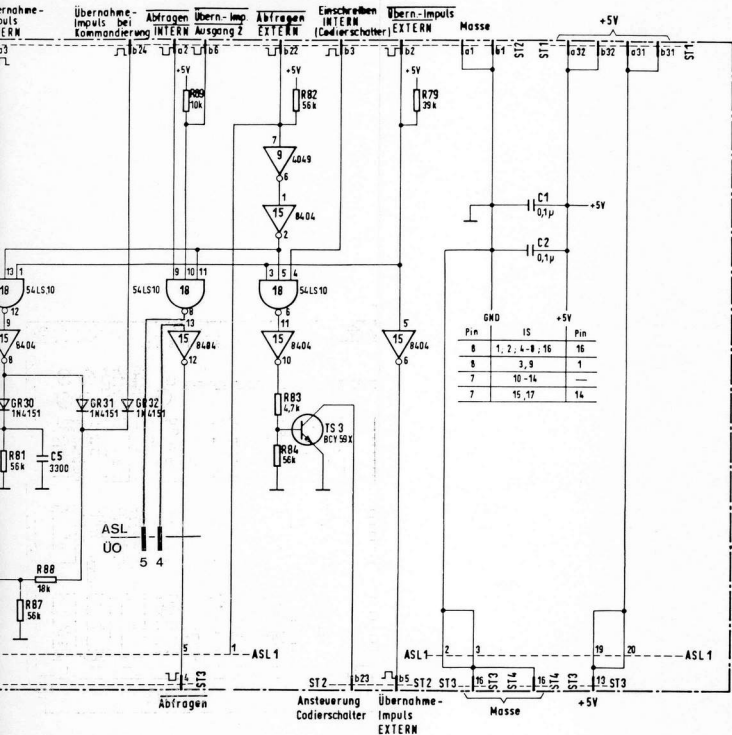 Übernahme-
Impuls bei
Kommandierung
Abfragen
INTERN
Übern.- Imp.
Ausgang 2
Abfragen
EXTERN
Einschreiben
INTERN
(Codierschalter)
Übern.-Impuls
EXTERN
Masse
+5V
a3
b24
a2
b6
b22
b3
b2
a1
b1
ST2
ST1
a32
b32
a31
b31
ST1
+5V
+5V
+5V
R89
10k
R82
56k
R79
39k
7
9
4049
6
1
15
8404
2
C1
0,1µ
+5V
C2
0,1µ
13
1
9
10
11
3
5
4
18
54LS,10
54LS10
18
18
54LS10
12
8
6
9
13
11
5
15
8404
15
8404
15
8404
15
8404
8
12
10
6
GND
+5V
Pin
IS
Pin
8
1; 2; 4-8; 16
16
8
3, 9
1
7
10-14
—
7
15, 17
14
GR30
1N4151
GR31
1N4151
GR32
1N4151
R83
4,7k
TS 3
BCY 59X
R81
56k
C5
3300
R84
56k
ASL
ÜO
5 4
R88
18k
R87
56k
5
1
ASL 1
ASL1
2
3
19
20
ASL 1
4
ST3
ST2
b23
b5
ST2
ST3
16
ST3
ST4
16
ST4
ST3
13
ST3
Abfragen
Ansteuerung
Codierschalter
Übernahme-
Impuls
EXTERN
Masse
+5V